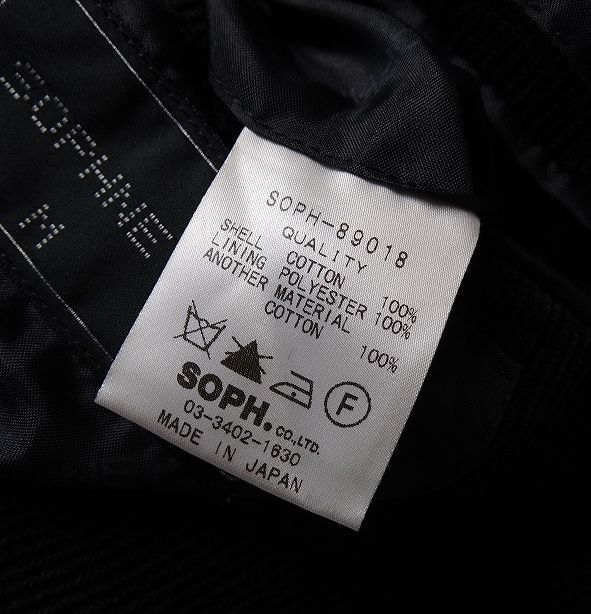 SOPHNE
M
SOPH-89018
QUALITY
SHELL COTTON 100%
LINING POLYESTER 100%
ANOTHER MATERIAL
COTTON 100%
F
SOPH. CO.,LTD.
03-3402-1630
MADE IN JAPAN